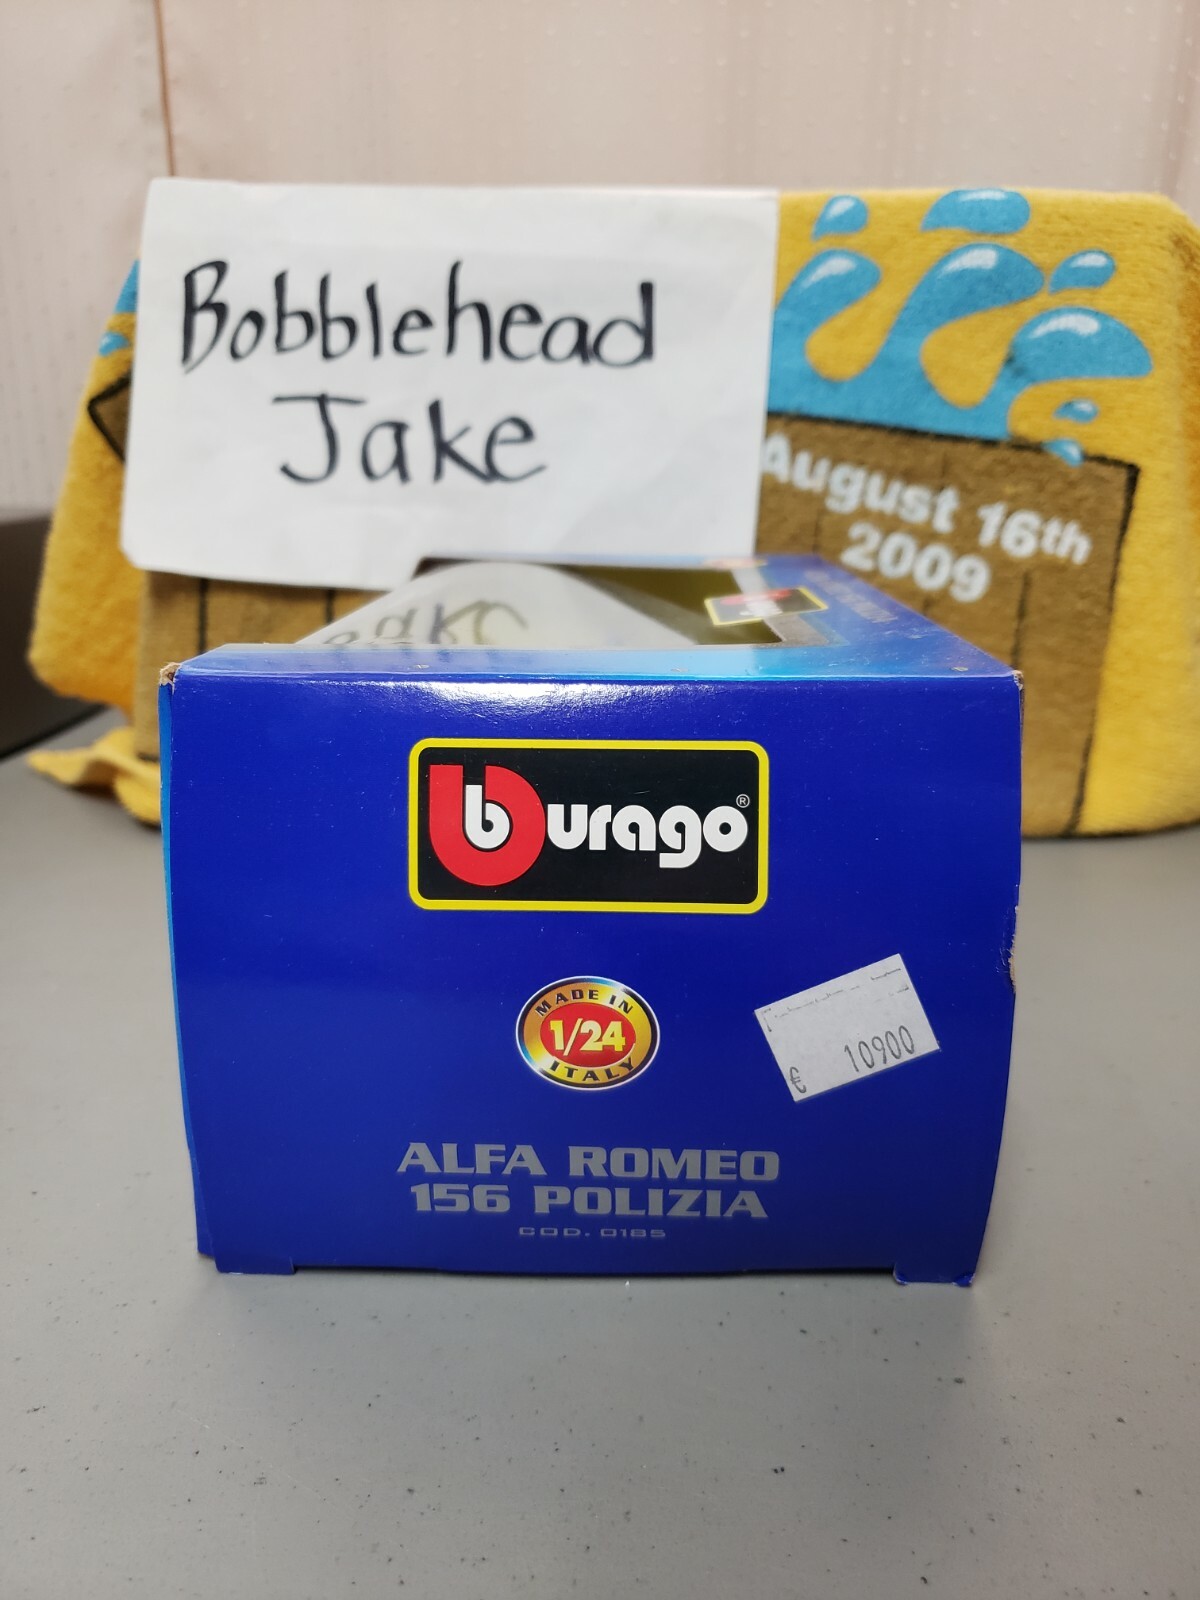 Bobblehead
Jake
August 16th
2009
burago®
MADE IN
1/24
ITALY
€ 10900
ALFA ROMEO
156 POLIZIA
COD. 0185